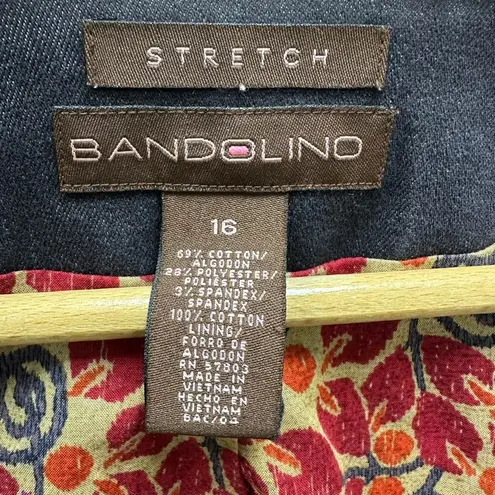 STRETCH
BANDOLINO
16
69% COTTON/
ALGODON
28% POLYESTER/
POLIESTER
3% SPANDEX/
SPANDEX
100% COTTON
LINING/
FORRO DE
ALGODON
RN 57803
MADE IN
VIETNAM
HECHO EN
VIETNAM
BAC/04